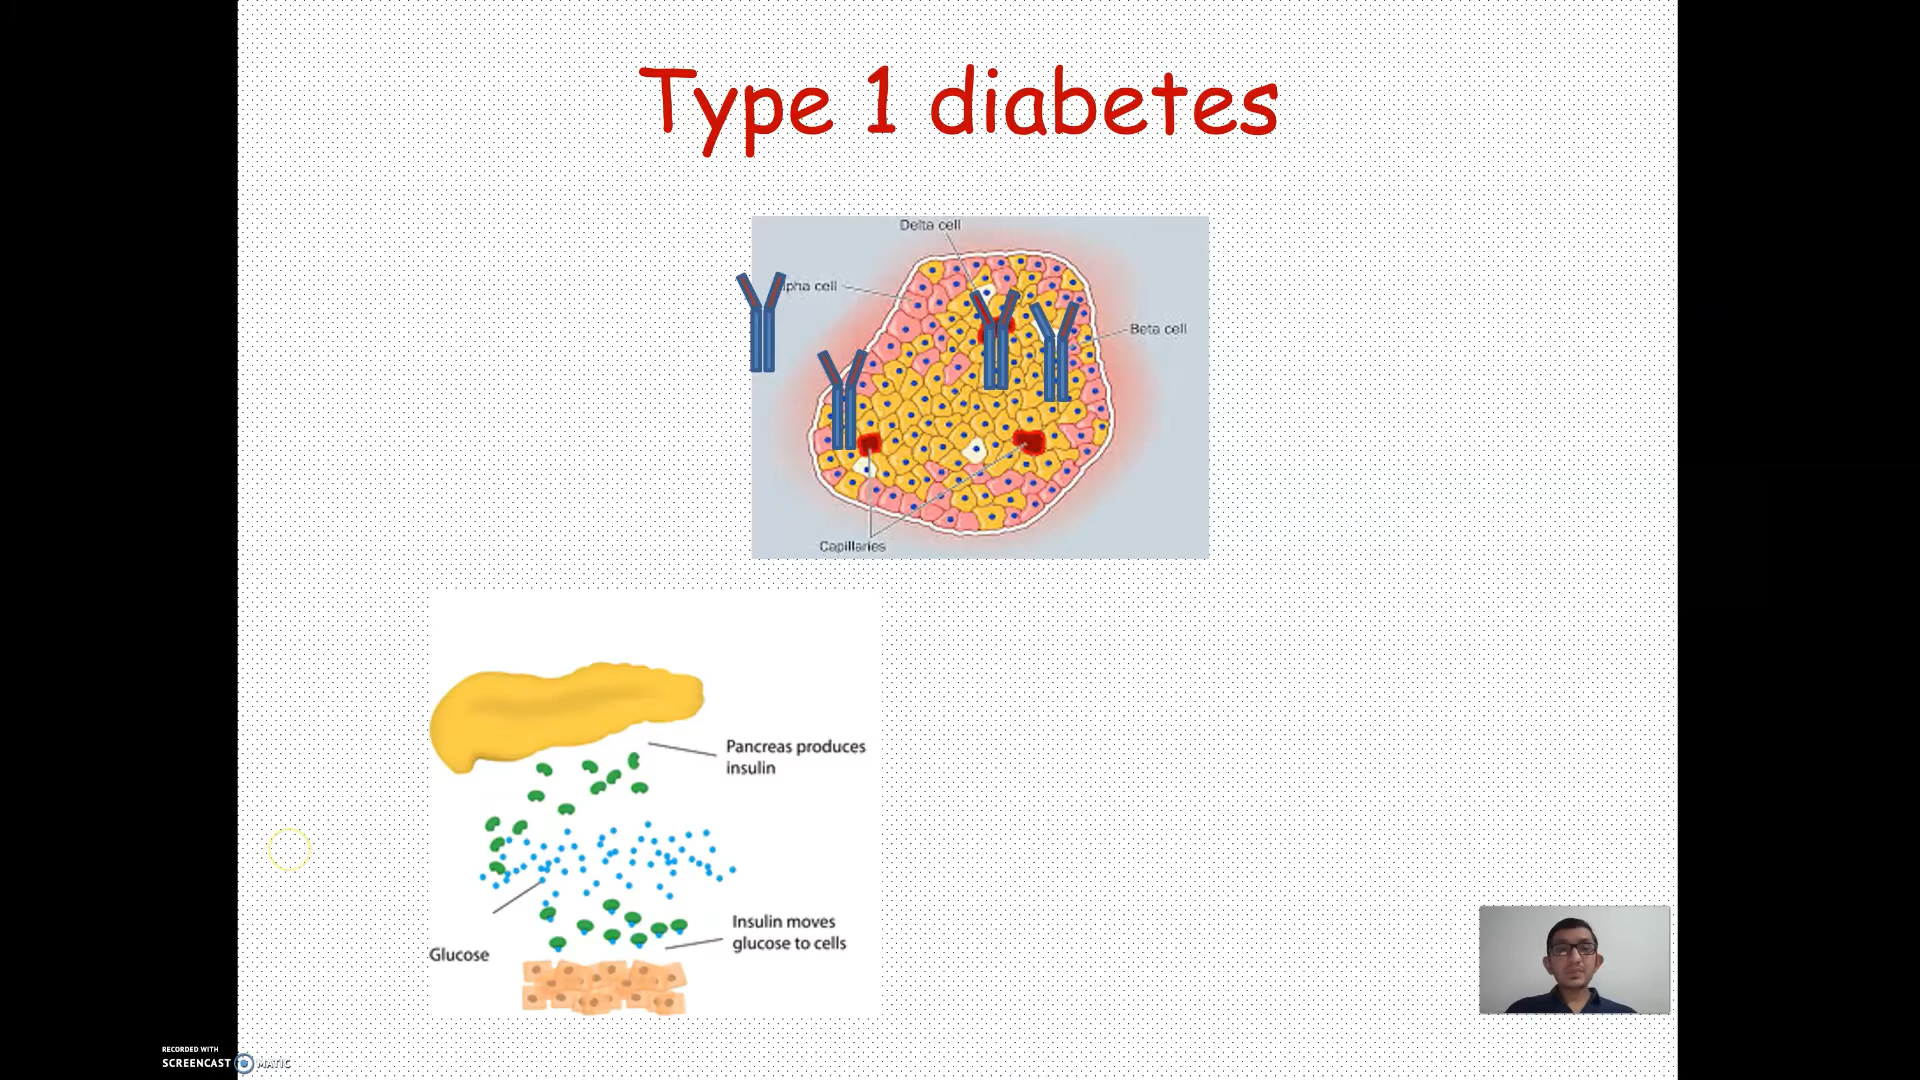 Type 1 diabetes
Delta cell
lpha cell
Beta cell
Capillaries
Pancreas produces
insulin
Insulin moves
glucose to cells
Glucose
RECORDED WITH
SCREENCAST MATIC